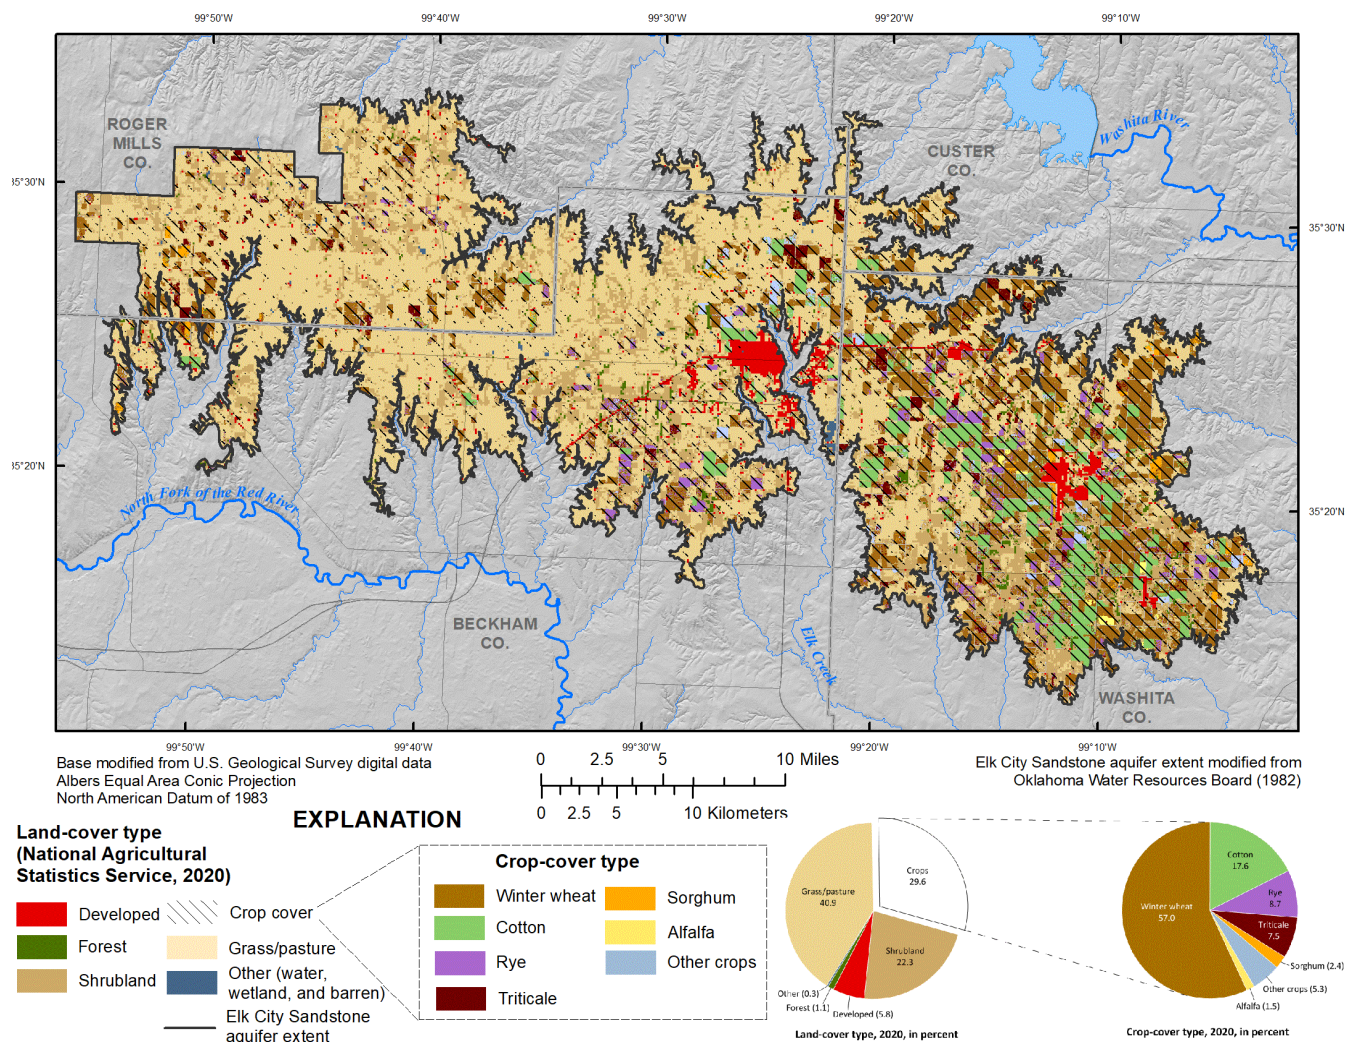 99°50'W
99°40'W
99°30'W
99°20'W
99°10'W
ROGER
MILLS
CO.
CUSTER
CO.
Washita River
35°30'N
35°30'N
35°20'N
35°20'N
North Fork of the Red River
BECKHAM
CO.
Elk Creek
WASHITA
CO.
99°50'W
99°40'W
99°30'W
99°20'W
99°10'W
Base modified from U.S. Geological Survey digital data
Albers Equal Area Conic Projection
North American Datum of 1983
0 2.5 5 10 Miles
0 2.5 5 10 Kilometers
Elk City Sandstone aquifer extent modified from
Oklahoma Water Resources Board (1982)
EXPLANATION
Land-cover type
(National Agricultural
Statistics Service, 2020)
Developed
Forest
Shrubland
Crop cover
Grass/pasture
Other (water,
wetland, and barren)
Elk City Sandstone
aquifer extent
Crop-cover type
Winter wheat
Cotton
Rye
Triticale
Sorghum
Alfalfa
Other crops
Crops
29.6
Grass/pasture
40.9
Shrubland
22.3
Other (0.3)
Forest (1.1)
Developed (5.8)
Land-cover type, 2020, in percent
Cotton
17.6
Rye
8.7
Winter wheat
57.0
Triticale
7.5
Sorghum (2.4)
Other crops (5.3)
Alfalfa (1.5)
Crop-cover type, 2020, in percent